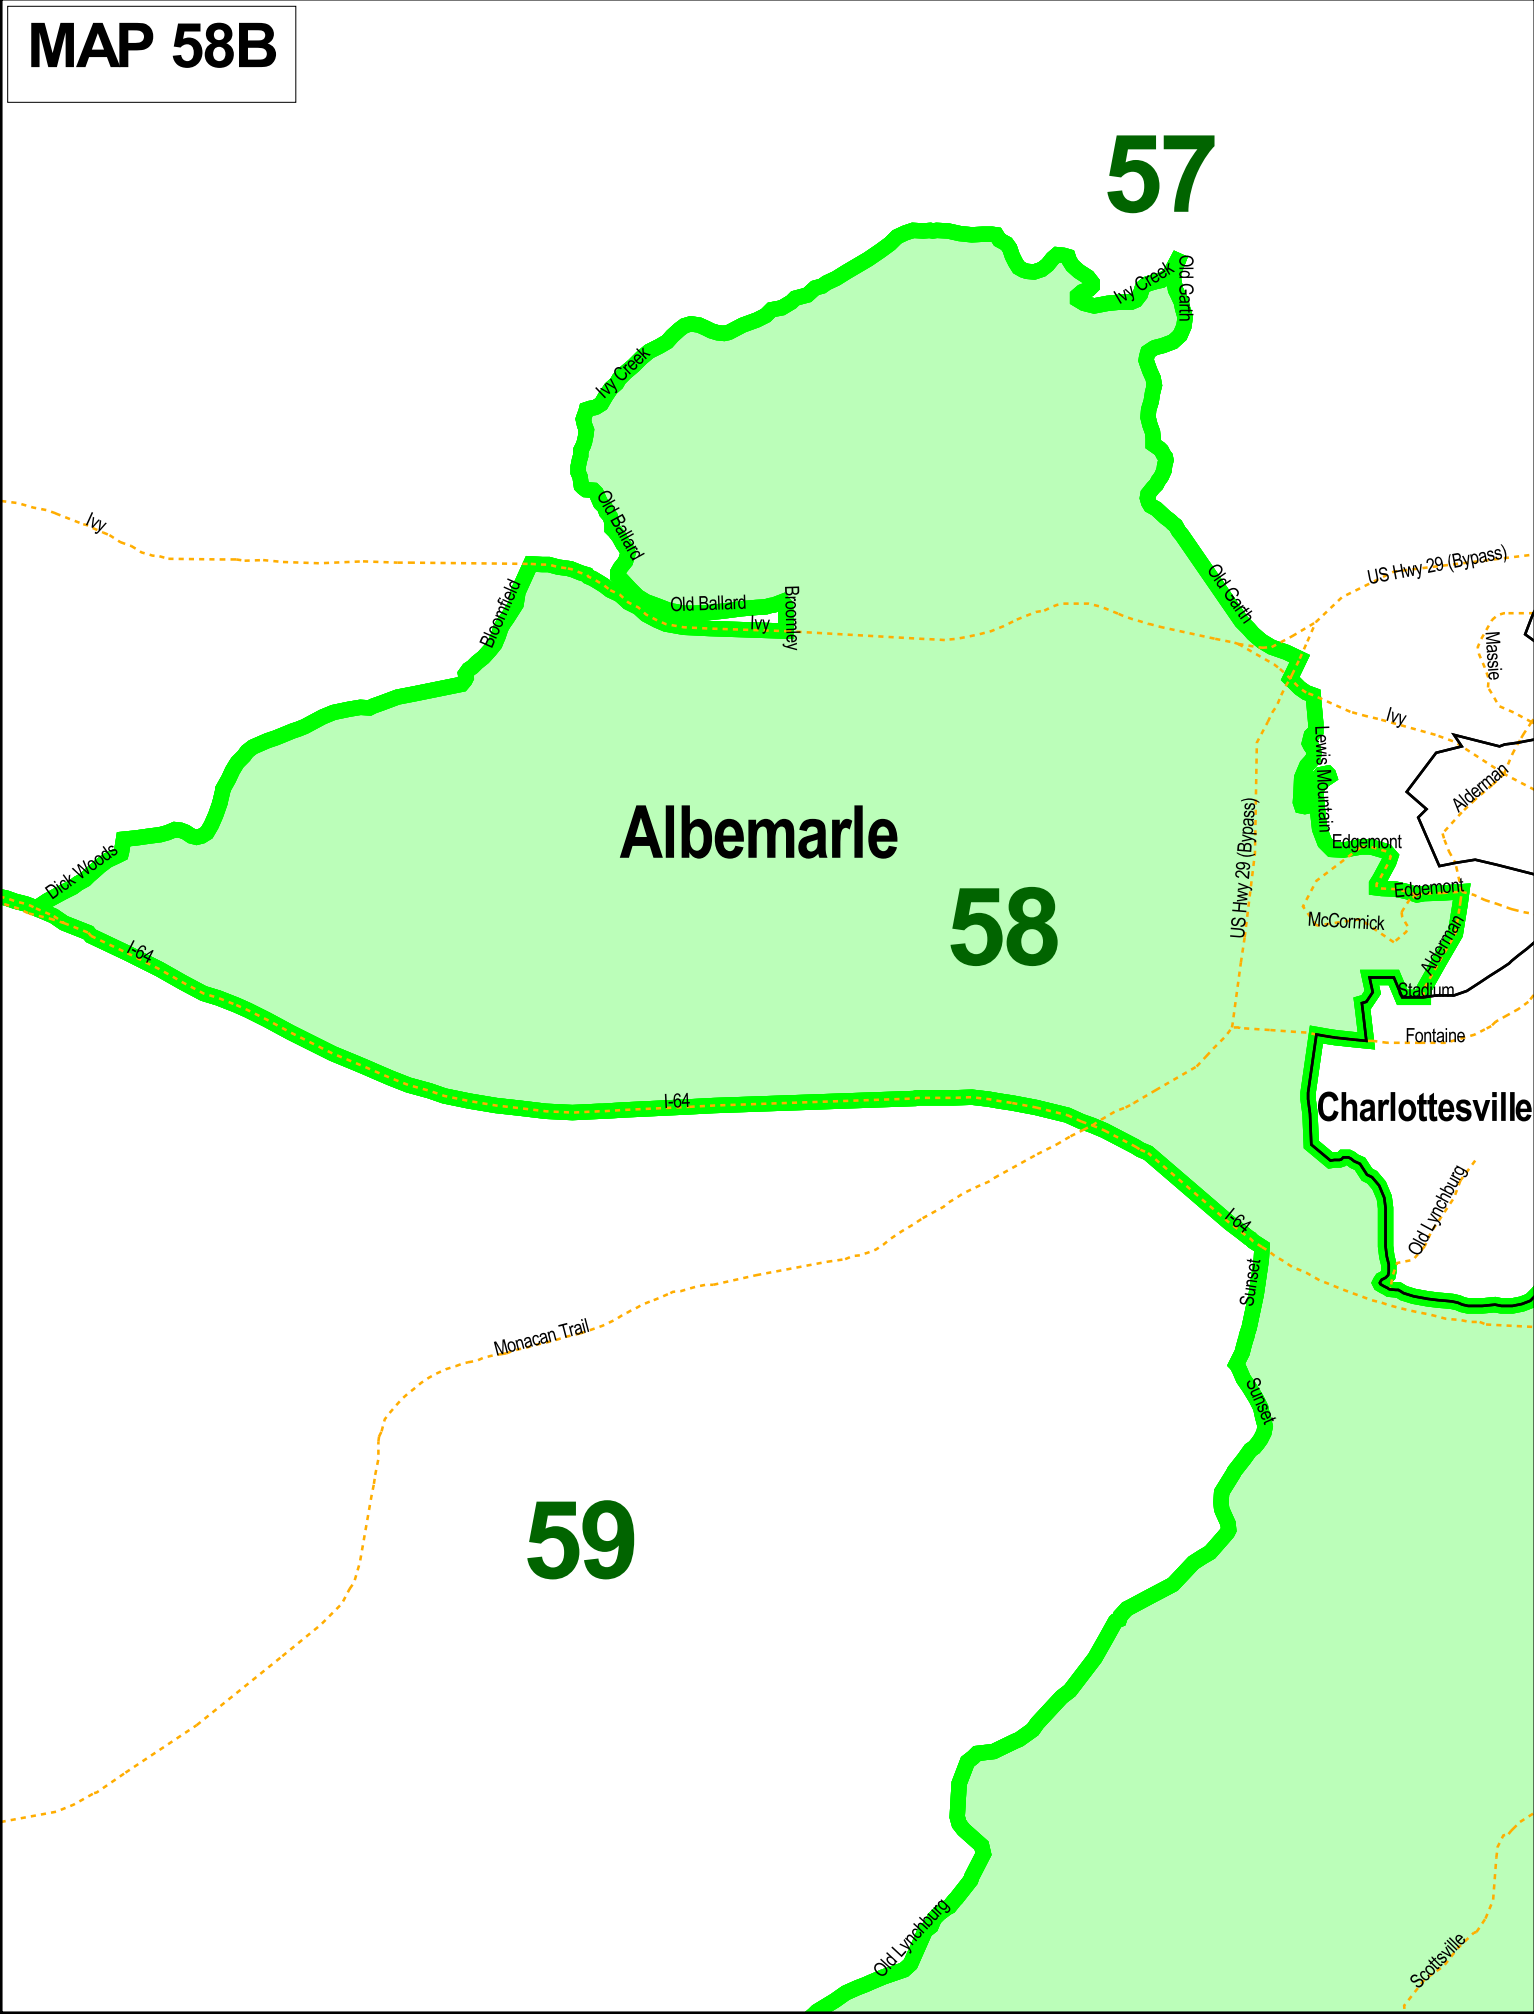 MAP 58B
57
Ivy Creek
Old Garth
Ivy Creek
Old Ballard
Ivy
US Hwy 29 (Bypass)
Bloomfield
Old Ballard
Broomley
Ivy
Old Garth
Massie
Ivy
Lewis Mountain
Alderman
Albemarle
US Hwy 29 (Bypass)
Edgemont
Dick Woods
Edgemont
58
McCormick
Alderman
I-64
Stadium
Fontaine
I-64
Charlottesville
Old Lynchburg
I-64
Sunset
Monacan Trail
Sunset
59
Old Lynchburg
Scottsville